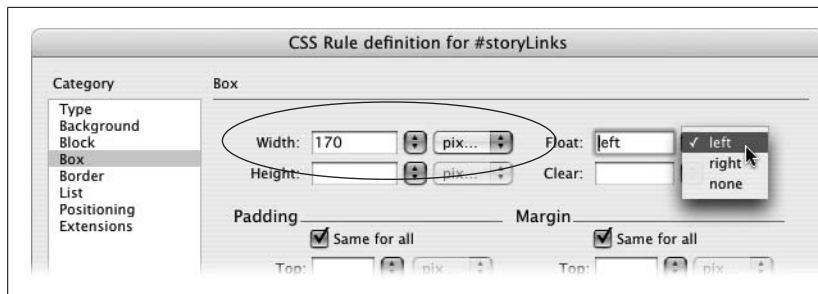 CSS Rule definition for #storyLinks
Category
Box
Type
Background
Block
Box
Border
List
Positioning
Extensions
Width: 170 pix... Float: left
Height: pix... Clear:
left
right
none
Padding Margin
Same for all Same for all
Top: pix Top: pix